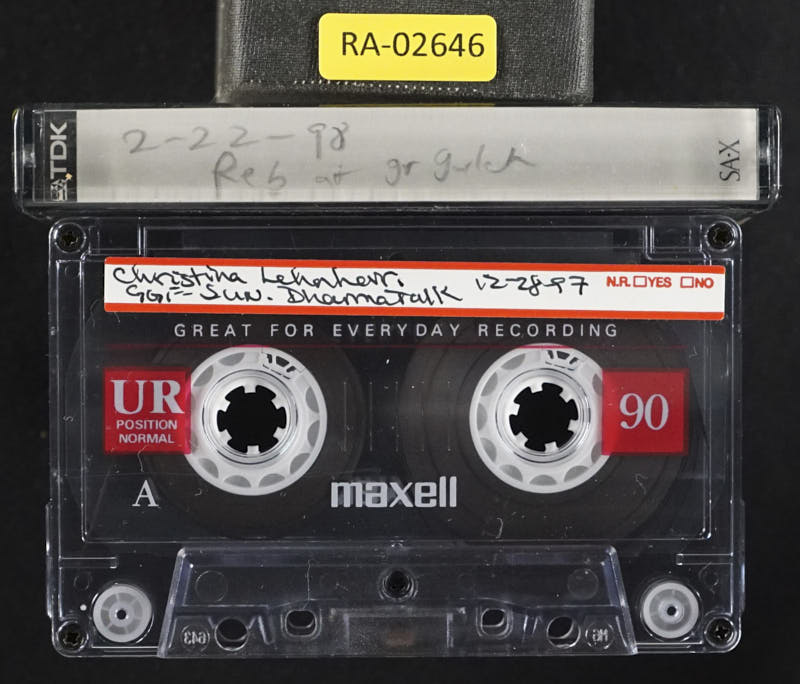 RA-02646
TDK
2-22-98
Reb at gr gulch
SA-X
Christina Lehnherr.
GGF- SUN. DharmaTalk 12-28-97
N.R. YES NO
GREAT FOR EVERYDAY RECORDING
UR
POSITION
NORMAL
90
A
maxell